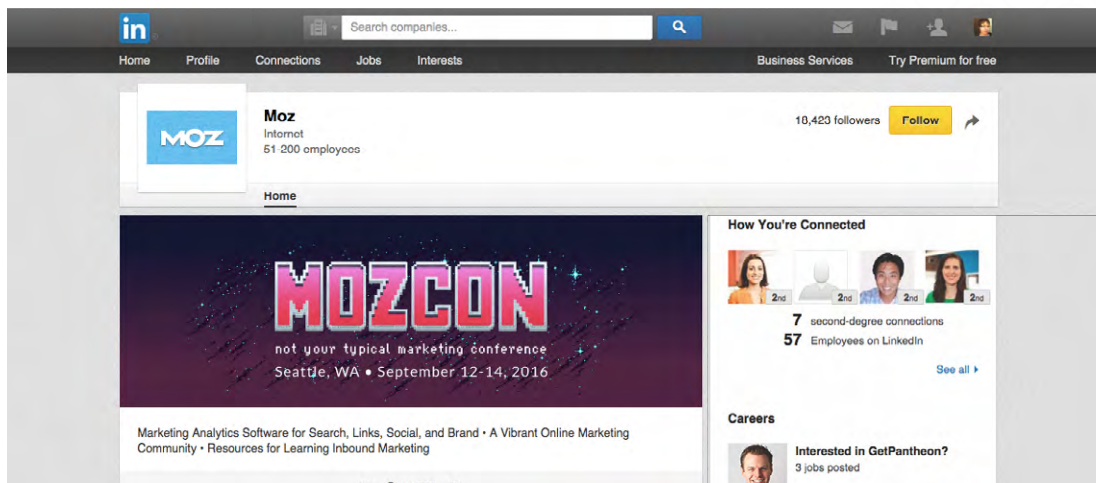 in
Search companies...
Home Profile Connections Jobs Interests Business Services Try Premium for free
MOZ
Moz
Internet
51-200 employees
18,423 followers
Follow
Home
MOZCON
not your typical marketing conference
Seattle, WA • September 12-14, 2016
Marketing Analytics Software for Search, Links, Social, and Brand • A Vibrant Online Marketing
Community • Resources for Learning Inbound Marketing
How You're Connected
2nd 2nd 2nd 2nd
7 second-degree connections
57 Employees on LinkedIn
See all
Careers
Interested in GetPantheon?
3 jobs posted